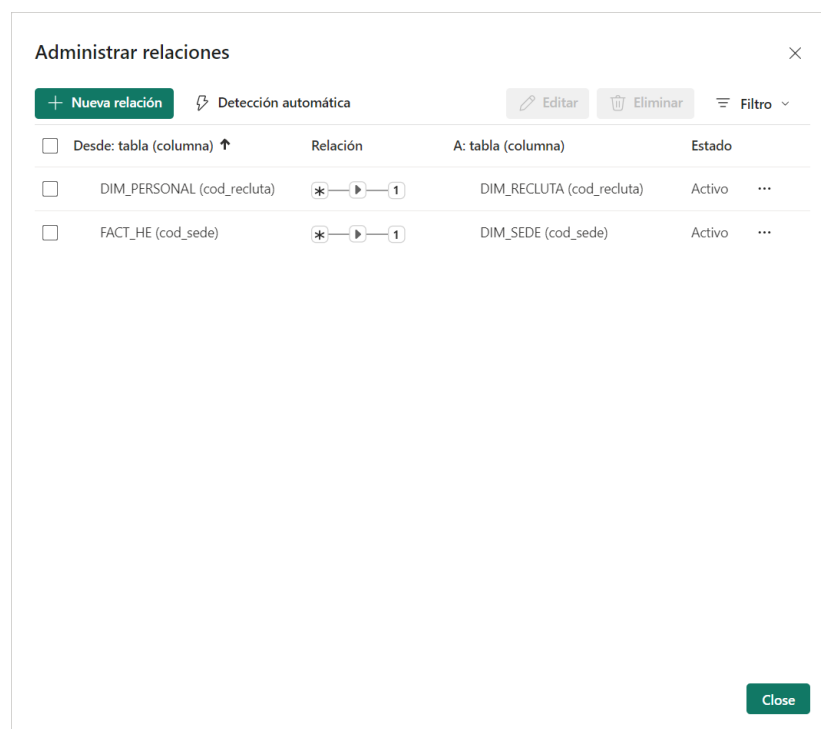 Administrar relaciones
Nueva relación Detección automática Editar Eliminar Filtro
Desde: tabla (columna) ↑ Relación A: tabla (columna) Estado
DIM_PERSONAL (cod_recluta) * 1 DIM_RECLUTA (cod_recluta) Activo ...
FACT_HE (cod_sede) * 1 DIM_SEDE (cod_sede) Activo ...
Close